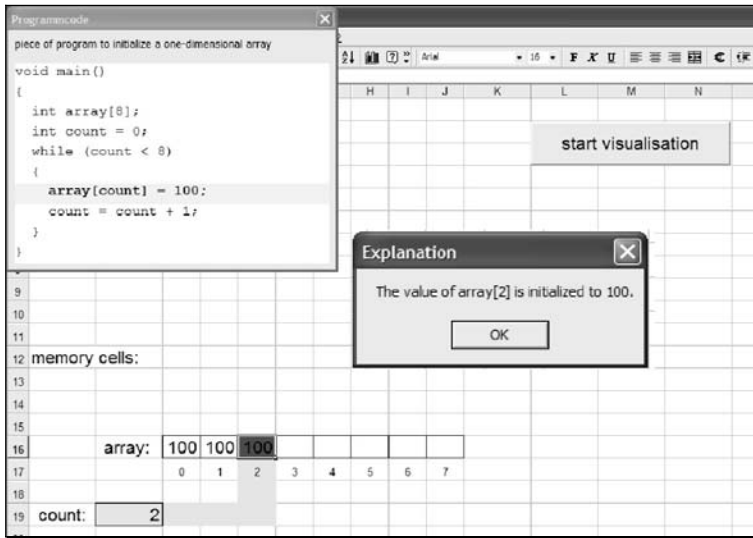 Programmcode
piece of program to initialize a one-dimensional array
void main()
{
int array[8];
int count = 0;
while (count < 8)
{
array[count] = 100;
count = count + 1;
}
}
Arial 16 F X U €
H I J K L M N
start visualisation
Explanation
The value of array[2] is initialized to 100.
OK
9
10
11
12 memory cells:
13
14
15
16 array: 100 100 100
17 0 1 2 3 4 5 6 7
18
19 count: 2